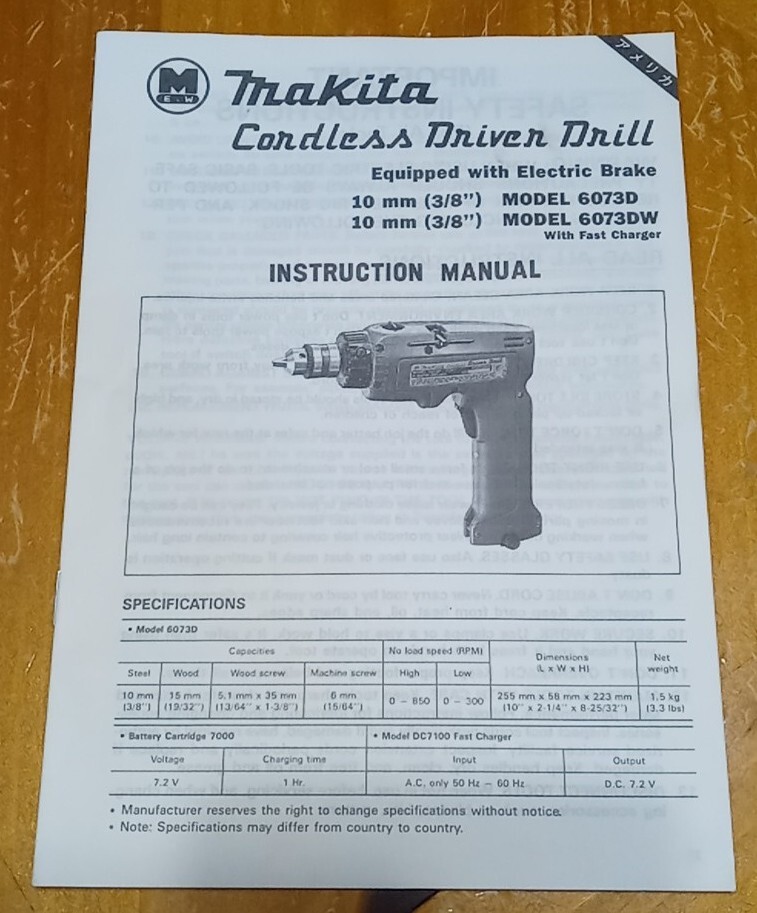 アメリカ
M
E W
Makita
Cordless Driver Drill
Equipped with Electric Brake
10 mm (3/8") MODEL 6073D
10 mm (3/8") MODEL 6073DW
With Fast Charger
INSTRUCTION MANUAL
SPECIFICATIONS
• Model 6073D
Capacities No load speed (RPM) Dimensions (L x W x H) Net weight
Steel Wood Wood screw Machine screw High Low
10 mm 15 mm 5.1 mm x 35 mm 6 mm 0 – 850 0 – 300 255 mm x 58 mm x 223 mm 1.5 kg
(3/8") (19/32") (13/64" x 1-3/8") (15/64") (10" x 2-1/4" x 8-25/32") (3.3 lbs)
• Battery Cartridge 7000 • Model DC7100 Fast Charger
Voltage Charging time Input Output
7.2 V 1 Hr. A.C. only 50 Hz – 60 Hz D.C. 7.2 V
• Manufacturer reserves the right to change specifications without notice.
• Note: Specifications may differ from country to country.